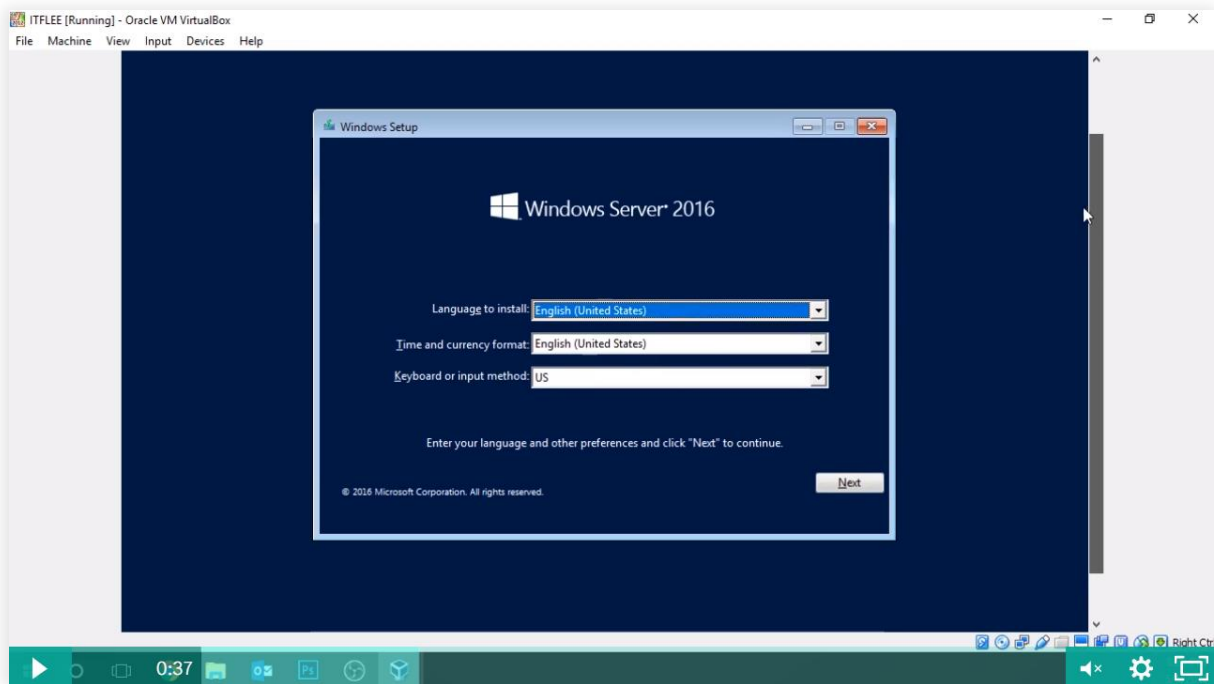 ITFLEE [Running] - Oracle VM VirtualBox
File Machine View Input Devices Help
Windows Setup
Windows Server 2016
Language to install: English (United States)
Time and currency format: English (United States)
Keyboard or input method: US
Enter your language and other preferences and click "Next" to continue.
© 2016 Microsoft Corporation. All rights reserved.
Next
Right Ctr
0:37
Ps